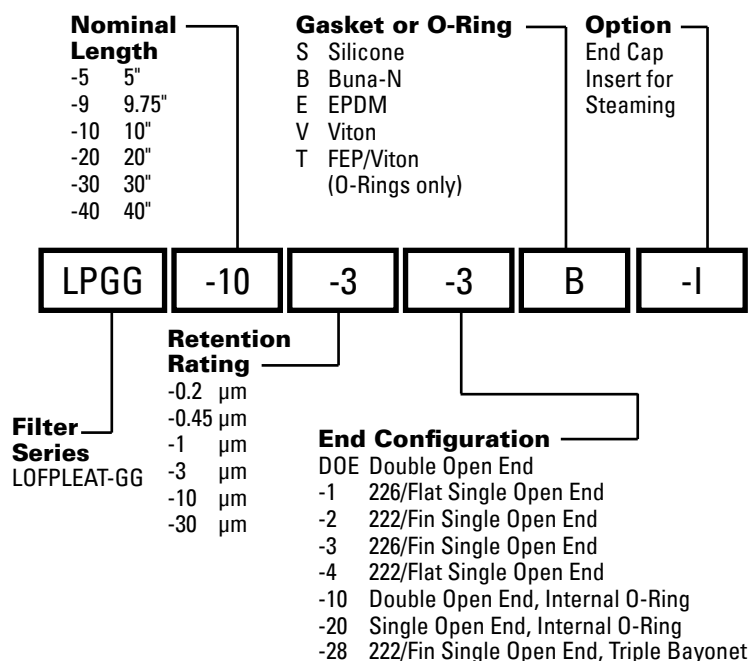 Nominal
Length
-5 5"
-9 9.75"
-10 10"
-20 20"
-30 30"
-40 40"
Gasket or O-Ring
S Silicone
B Buna-N
E EPDM
V Viton
T FEP/Viton
(O-Rings only)
Option
End Cap
Insert for
Steaming
LPGG -10 -3 -3 B -I
Filter
Series
LOFPLEAT-GG
Retention
Rating
-0.2 µm
-0.45 µm
-1 µm
-3 µm
-10 µm
-30 µm
End Configuration
DOE Double Open End
-1 226/Flat Single Open End
-2 222/Fin Single Open End
-3 226/Fin Single Open End
-4 222/Flat Single Open End
-10 Double Open End, Internal O-Ring
-20 Single Open End, Internal O-Ring
-28 222/Fin Single Open End, Triple Bayonet